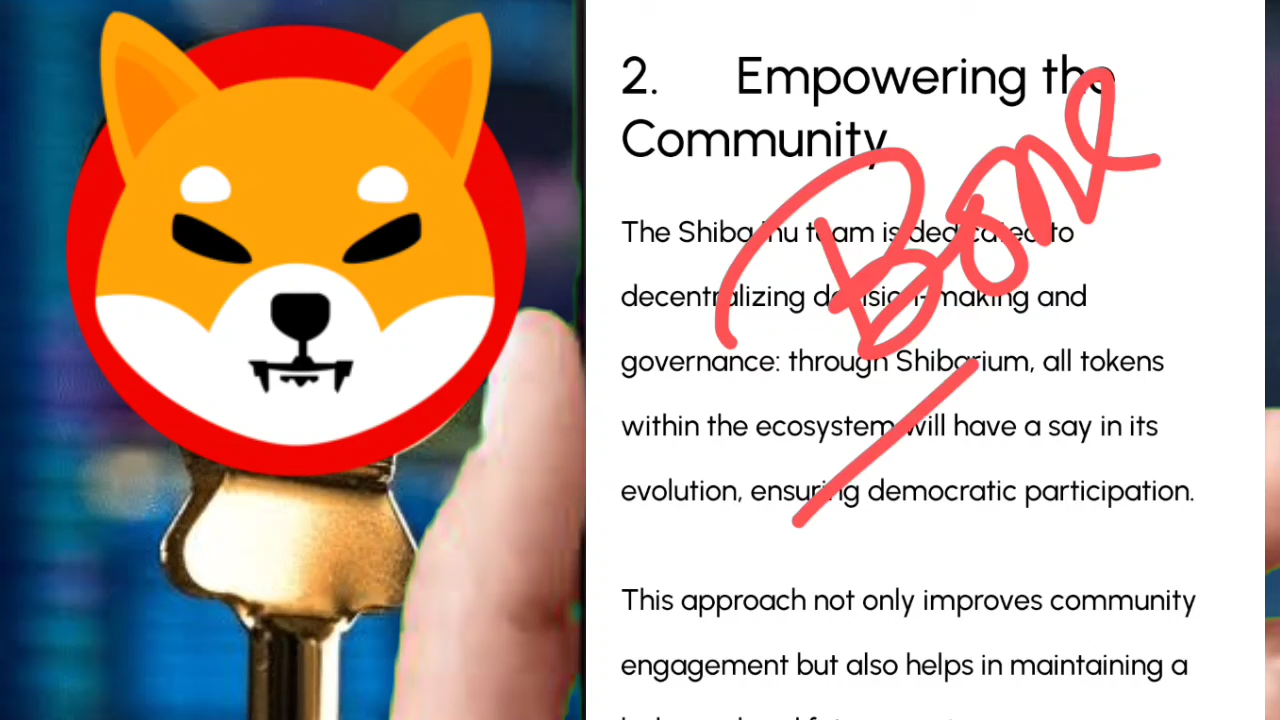 2. Empowering the
Community
Bone
The Shiba Inu team is dedicated to
decentralizing decision-making and
governance: through Shibarium, all tokens
within the ecosystem will have a say in its
evolution, ensuring democratic participation.
This approach not only improves community
engagement but also helps in maintaining a